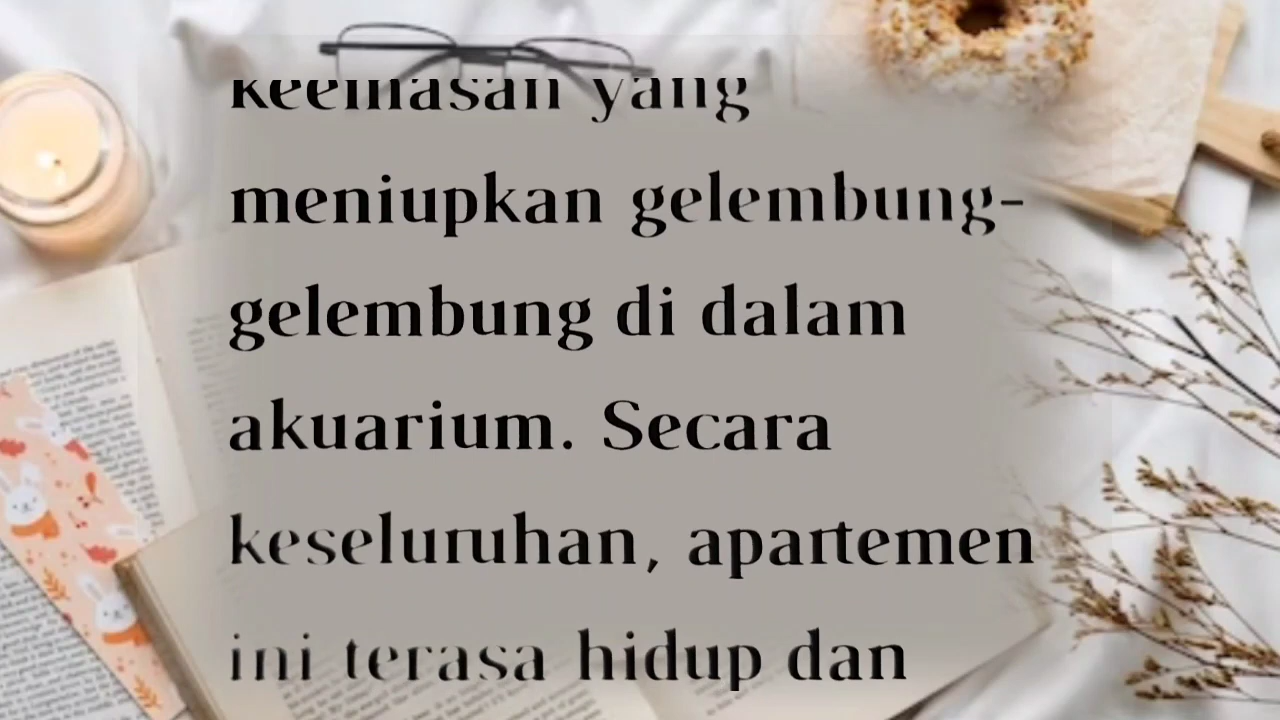 keemasan yang
meniupkan gelembung-
gelembung di dalam
akuarium. Secara
keseluruhan, apartemen
ini terasa hidup dan